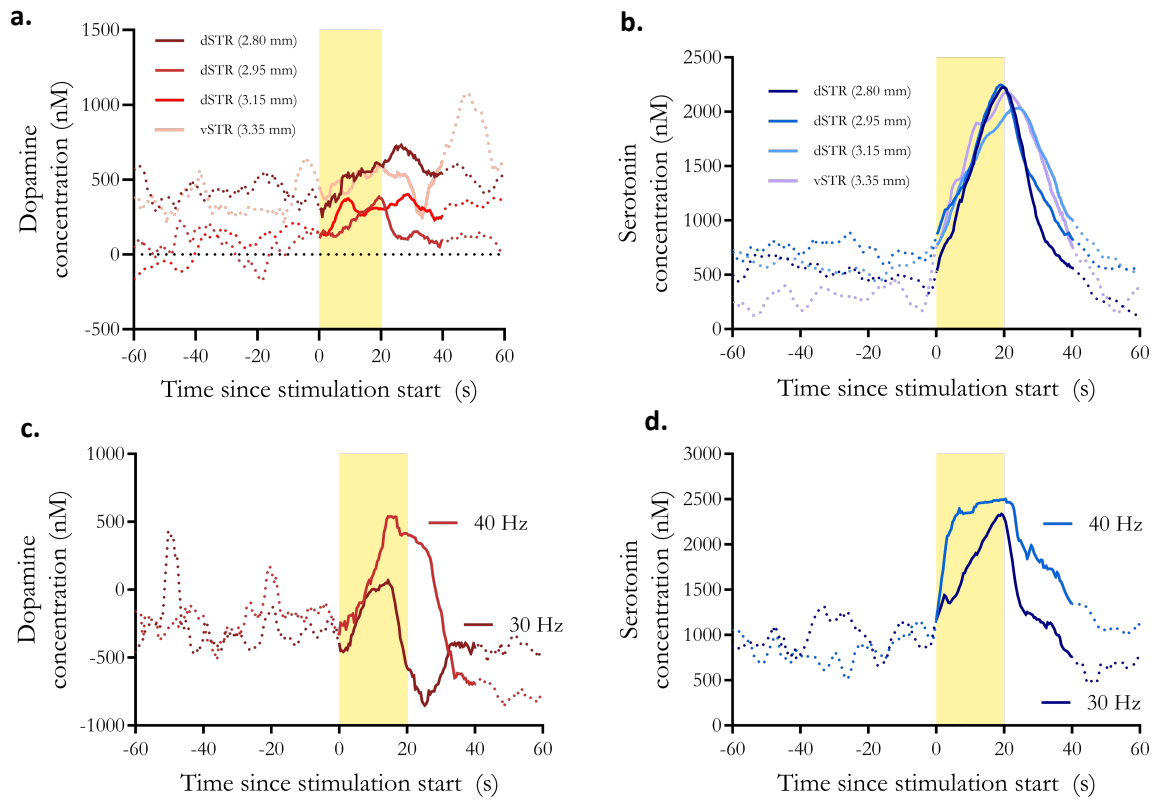 a.
1500
1000
500
0
-500
Dopamine
concentration (nM)
dSTR (2.80 mm)
dSTR (2.95 mm)
dSTR (3.15 mm)
vSTR (3.35 mm)
-60 -40 -20 0 20 40 60
Time since stimulation start (s)
b.
2500
2000
1500
1000
500
0
Serotonin
concentration (nM)
dSTR (2.80 mm)
dSTR (2.95 mm)
dSTR (3.15 mm)
vSTR (3.35 mm)
-60 -40 -20 0 20 40 60
Time since stimulation start (s)
c.
1000
500
0
-500
-1000
Dopamine
concentration (nM)
40 Hz
30 Hz
-60 -40 -20 0 20 40 60
Time since stimulation start (s)
d.
3000
2500
2000
1500
1000
500
0
Serotonin
concentration (nM)
40 Hz
30 Hz
-60 -40 -20 0 20 40 60
Time since stimulation start (s)